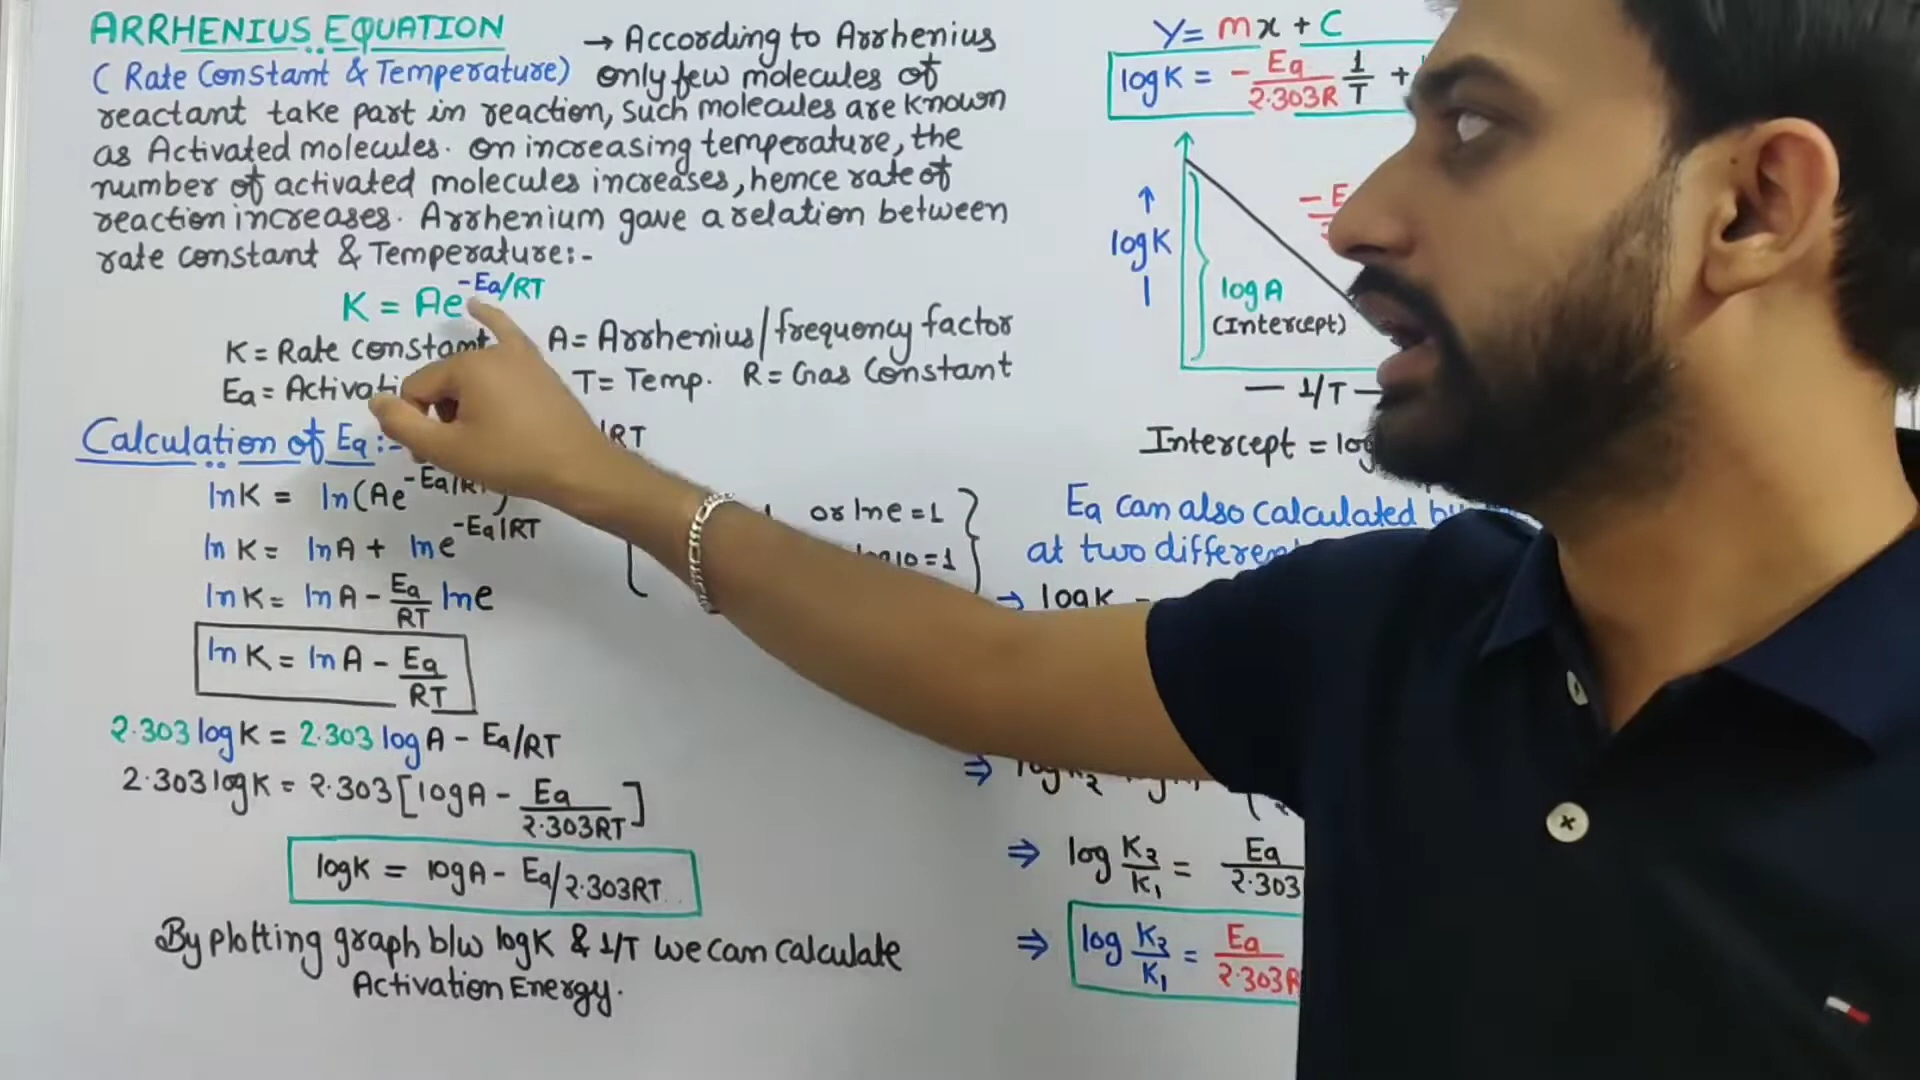 ARRHENIUS EQUATION
(Rate Constant & Temperature)
→ According to Arrhenius
only few molecules of
reactant take part in reaction, such molecules are known
as Activated molecules. on increasing temperature, the
number of activated molecules increases, hence rate of
reaction increases. Arrhenium gave a relation between
rate constant & Temperature:-
K = Ae^-Ea/RT
K = Rate constant
A = Arrhenius/frequency factor
Ea =
T = Temp. R = Gas Constant
Calculation of Ea :-
lnK = ln(Ae^-Ea/RT)
ln K = lnA + lne^-Ea/RT
or lne = 1
lnK = lnA - Ea/RT lne
ln K = ln A - Ea/RT
2.303 logK = 2.303 logA - Ea/RT
2.303 logK = 2.303 [logA - Ea/2.303RT]
logK = logA - Ea/2.303RT
By plotting graph b/w logK & 1/T we can calculate
Activation Energy.
Y = mx + C
logK = - Ea/2.303R 1/T +
logK
log A
(Intercept)
1/T
Intercept =
Ea can also calculated
at two
→ logK
⇒
⇒ log K2/K1 = Ea/2.303
⇒ log K2/K1 = Ea/2.303R